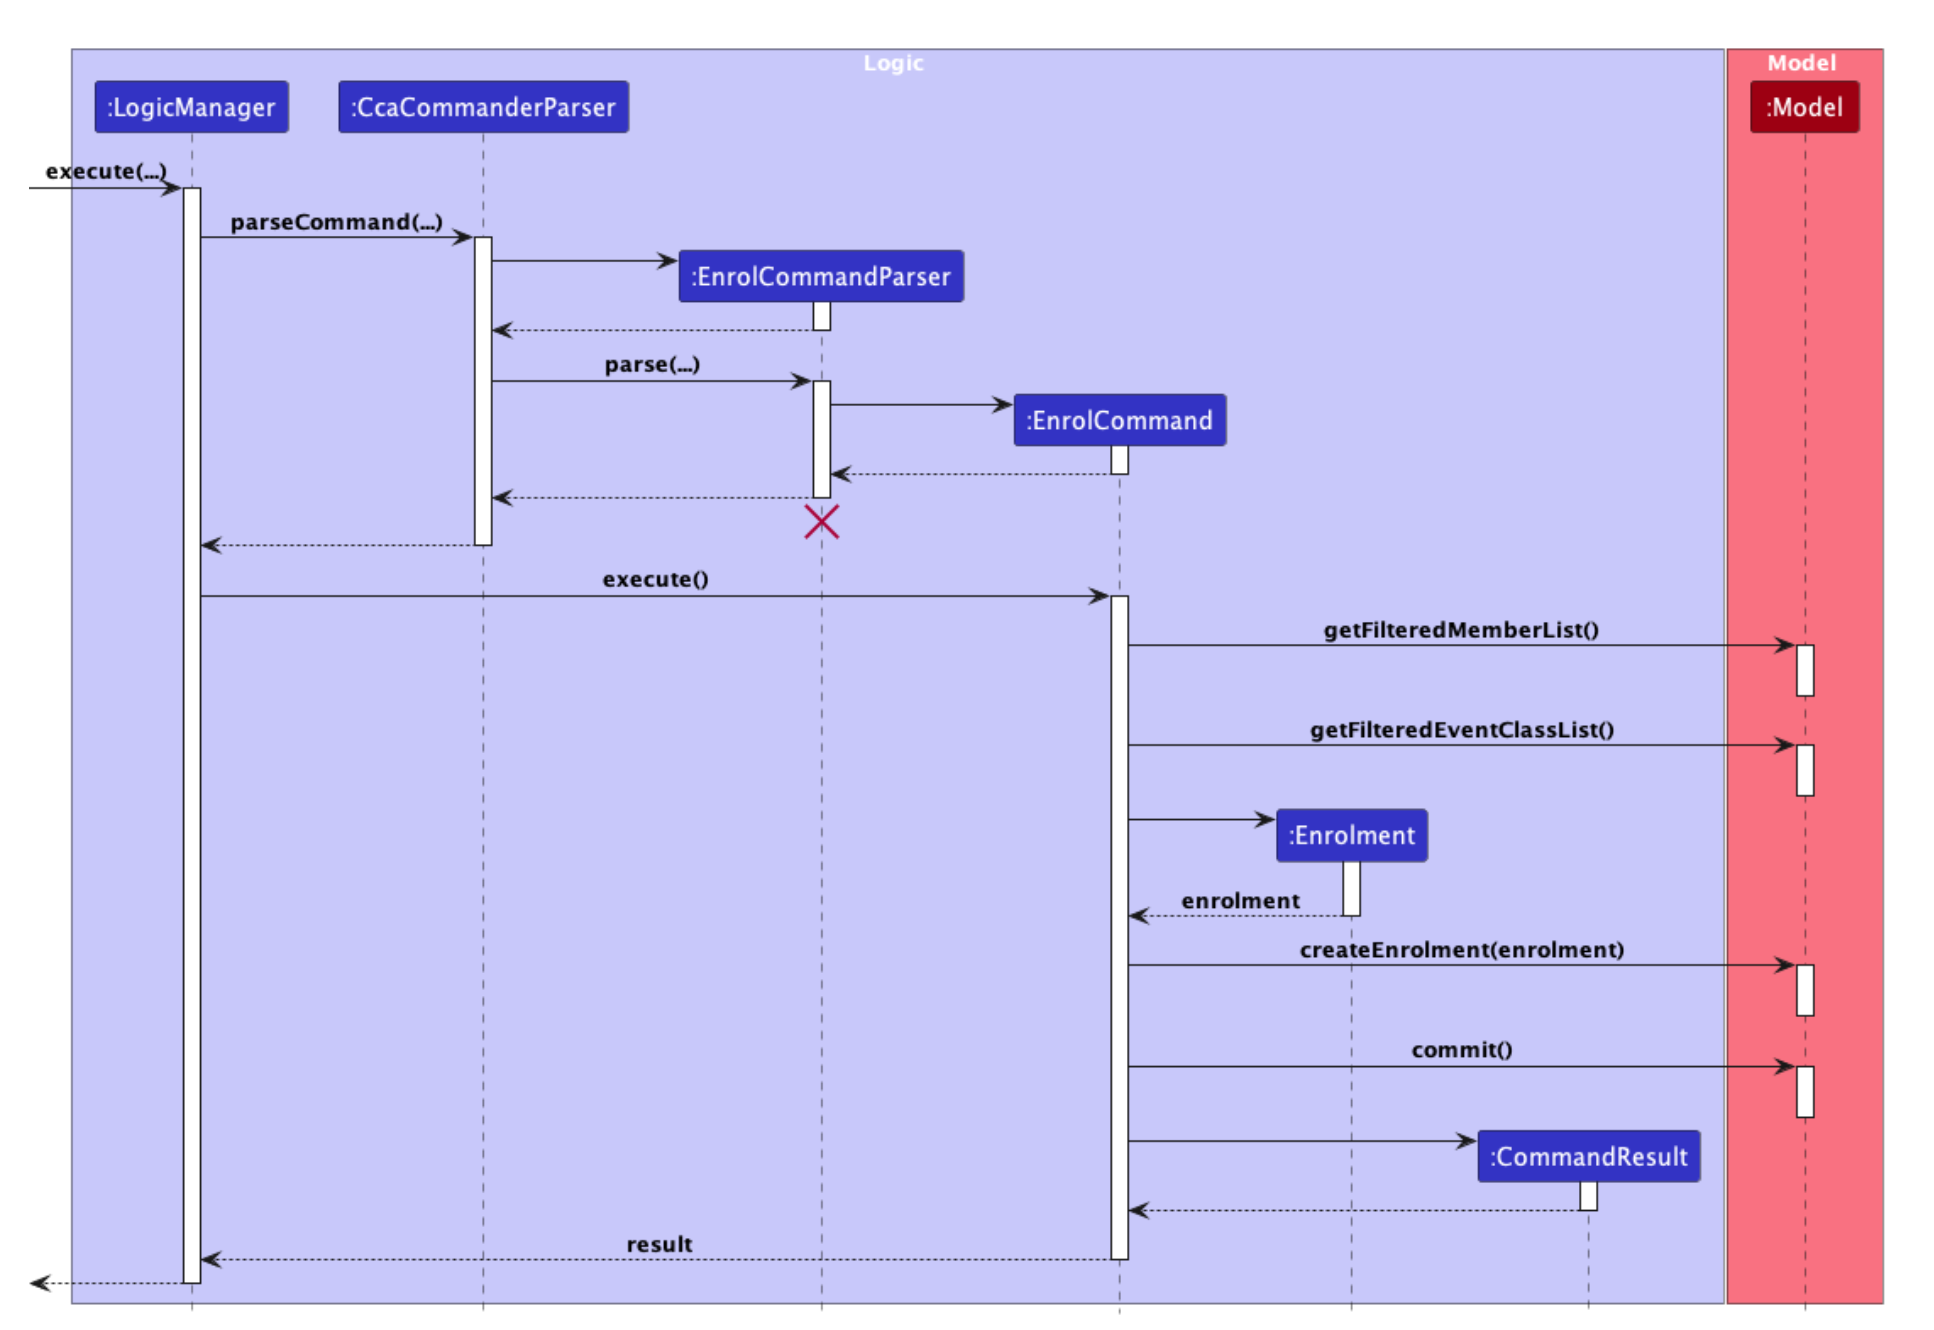 Logic
Model
:LogicManager
:CcaCommanderParser
:Model
execute(...)
parseCommand(...)
:EnrolCommandParser
parse(...)
:EnrolCommand
execute()
getFilteredMemberList()
getFilteredEventClassList()
:Enrolment
enrolment
createEnrolment(enrolment)
commit()
:CommandResult
result